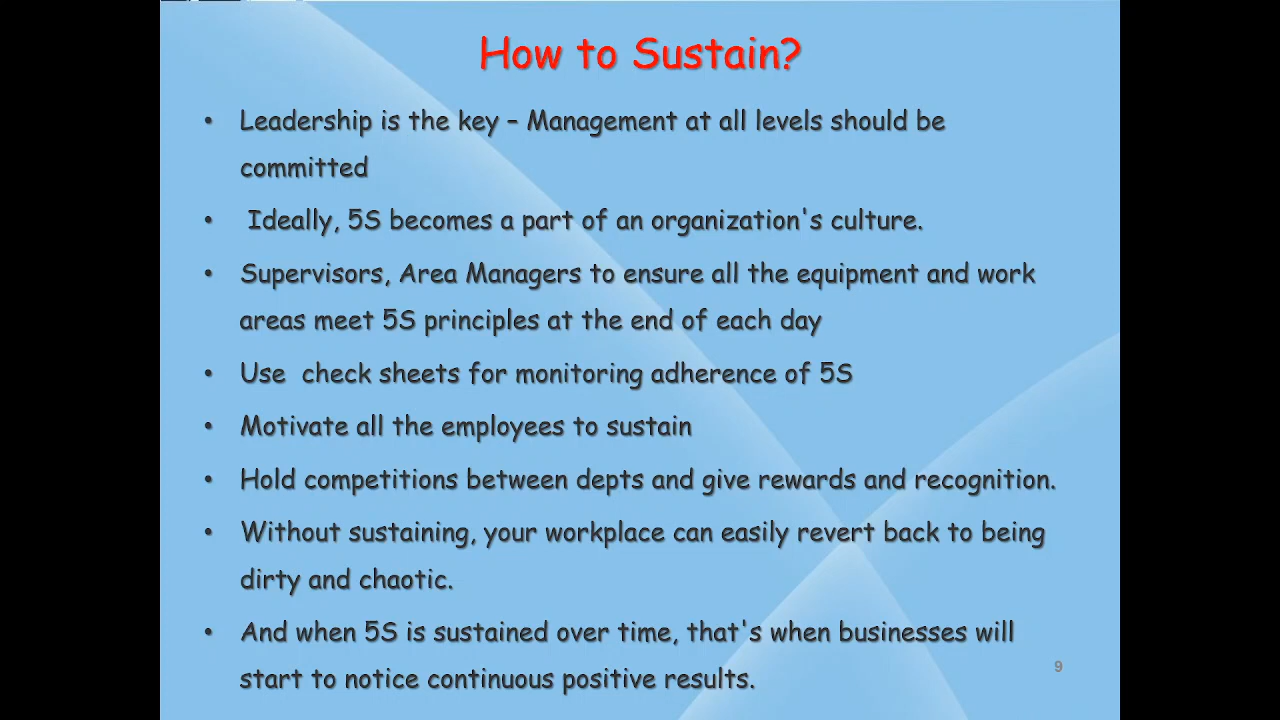 How to Sustain?
• Leadership is the key – Management at all levels should be
committed
• Ideally, 5S becomes a part of an organization's culture.
• Supervisors, Area Managers to ensure all the equipment and work
areas meet 5S principles at the end of each day
• Use  check sheets for monitoring adherence of 5S
• Motivate all the employees to sustain
• Hold competitions between depts and give rewards and recognition.
• Without sustaining, your workplace can easily revert back to being
dirty and chaotic.
• And when 5S is sustained over time, that's when businesses will
start to notice continuous positive results.
9